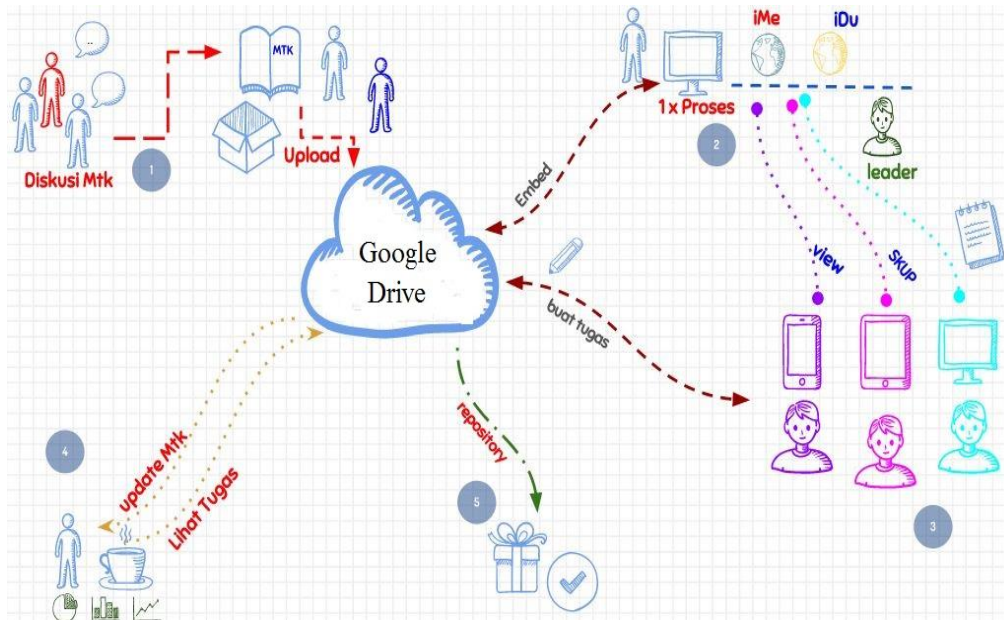 MTK
Diskusi Mtk
1
Upload
iMe
iDu
1x Proses
2
leader
Embed
Google
Drive
view
SKUP
buat tugas
3
4
update Mtk
Lihat Tugas
repository
5